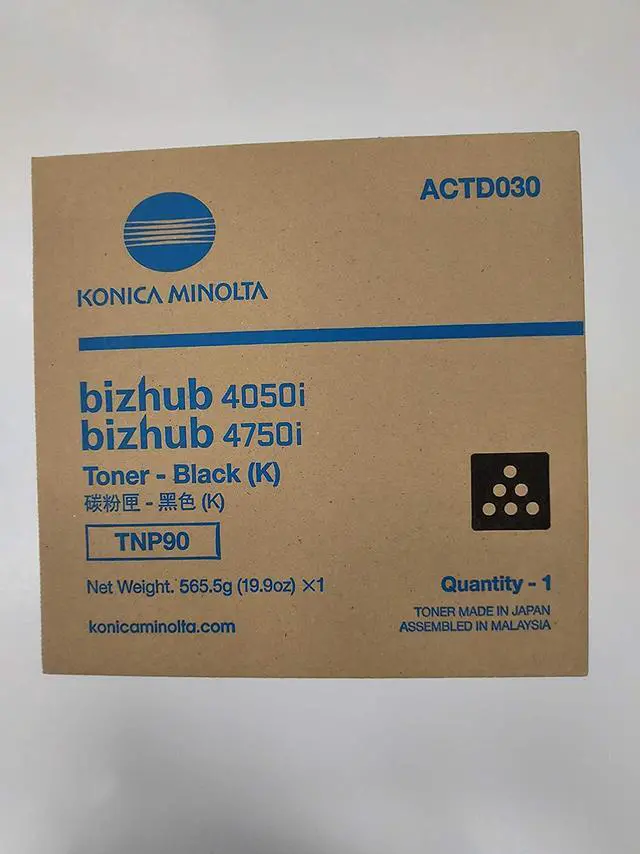 ACTD030
KONICA MINOLTA
bizhub 4050i
bizhub 4750i
Toner - Black (K)
碳粉匣 - 黑色 (K)
TNP90
Net Weight. 565.5g (19.9oz) ×1
Quantity - 1
konicaminolta.com
TONER MADE IN JAPAN
ASSEMBLED IN MALAYSIA